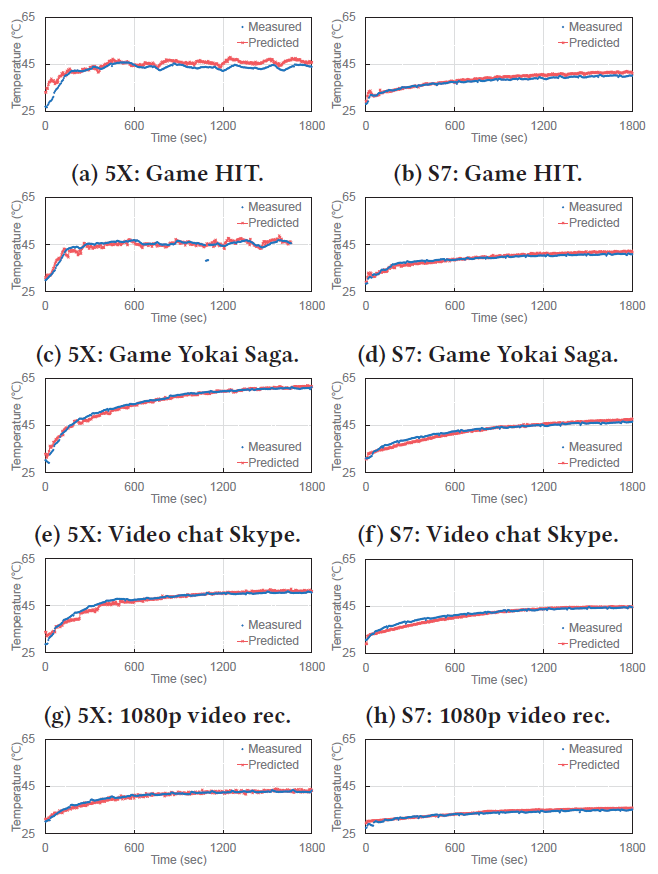 65 Measured 65 Measured
Temperature (℃) Predicted Temperature (℃) Predicted
45 45
25 25
0 600 1200 1800 0 600 1200 1800
Time (sec) Time (sec)
(a) 5X: Game HIT. (b) S7: Game HIT.
65 Measured 65 Measured
Temperature (℃) Predicted Temperature (℃) Predicted
45 45
25 25
0 600 1200 1800 0 600 1200 1800
Time (sec) Time (sec)
(c) 5X: Game Yokai Saga. (d) S7: Game Yokai Saga.
65 65
Temperature (℃) Temperature (℃)
45 45
Measured Measured
Predicted Predicted
25 25
0 600 1200 1800 0 600 1200 1800
Time (sec) Time (sec)
(e) 5X: Video chat Skype. (f) S7: Video chat Skype.
65 65
Temperature (℃) Temperature (℃)
45 45
Measured Measured
Predicted Predicted
25 25
0 600 1200 1800 0 600 1200 1800
Time (sec) Time (sec)
(g) 5X: 1080p video rec. (h) S7: 1080p video rec.
65 Measured 65 Measured
Temperature (℃) Predicted Temperature (℃) Predicted
45 45
25 25
0 600 1200 1800 0 600 1200 1800
Time (sec) Time (sec)